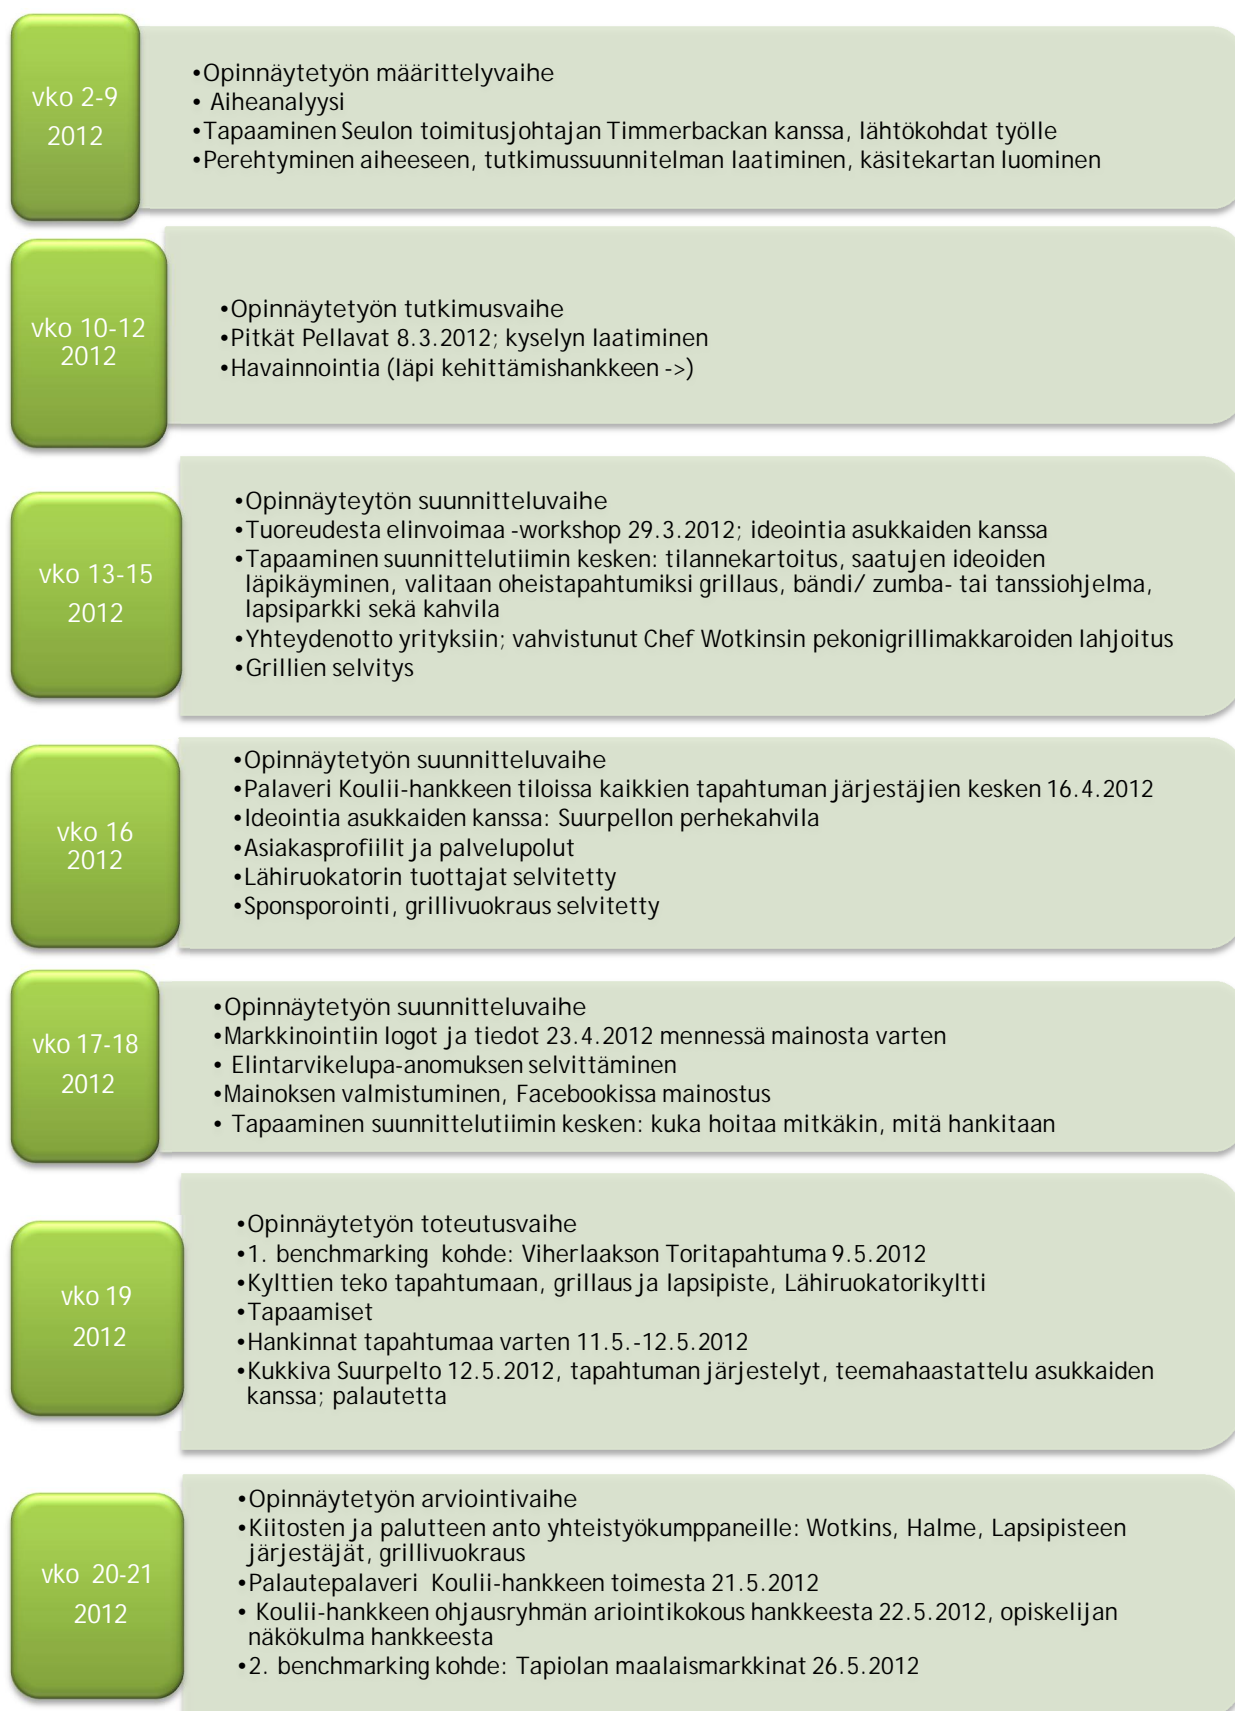 vko 2-9
2012
•Opinnäytetyön määrittelyvaihe
• Aiheanalyysi
•Tapaaminen Seulon toimitusjohtajan Timmerbackan kanssa, lähtökohdat työlle
•Perehtyminen aiheeseen, tutkimussuunnitelman laatiminen, käsitekartan luominen
vko 10-12
2012
•Opinnäytetyön tutkimusvaihe
•Pitkät Pellavat 8.3.2012; kyselyn laatiminen
•Havainnointia (läpi kehittämishankkeen ->)
vko 13-15
2012
•Opinnäyteytön suunnitteluvaihe
•Tuoreudesta elinvoimaa -workshop 29.3.2012; ideointia asukkaiden kanssa
•Tapaaminen suunnittelutiimin kesken: tilannekartoitus, saatujen ideoiden
läpikäyminen, valitaan oheistapahtumiksi grillaus, bändi/ zumba- tai tanssiohjelma,
lapsiparkki sekä kahvila
•Yhteydenotto yrityksiin; vahvistunut Chef Wotkinsin pekonigrillimakkaroiden lahjoitus
•Grillien selvitys
vko 16
2012
•Opinnäytetyön suunnitteluvaihe
•Palaveri Koulii-hankkeen tiloissa kaikkien tapahtuman järjestäjien kesken 16.4.2012
•Ideointia asukkaiden kanssa: Suurpellon perhekahvila
•Asiakasprofiilit ja palvelupolut
•Lähiruokatorin tuottajat selvitetty
•Sponsporointi, grillivuokraus selvitetty
vko 17-18
2012
•Opinnäytetyön suunnitteluvaihe
•Markkinointiin logot ja tiedot 23.4.2012 mennessä mainosta varten
• Elintarvikelupa-anomuksen selvittäminen
•Mainoksen valmistuminen, Facebookissa mainostus
• Tapaaminen suunnittelutiimin kesken: kuka hoitaa mitkäkin, mitä hankitaan
vko 19
2012
•Opinnäytetyön toteutusvaihe
•1. benchmarking kohde: Viherlaakson Toritapahtuma 9.5.2012
•Kylttien teko tapahtumaan, grillaus ja lapsipiste, Lähiruokatorikyltti
•Tapaamiset
•Hankinnat tapahtumaa varten 11.5.-12.5.2012
•Kukkiva Suurpelto 12.5.2012, tapahtuman järjestelyt, teemahaastattelu asukkaiden
kanssa; palautetta
vko 20-21
2012
•Opinnäytetyön arviointivaihe
•Kiitosten ja palutteen anto yhteistyökumppaneille: Wotkins, Halme, Lapsipisteen
järjestäjät, grillivuokraus
•Palautepalaveri Koulii-hankkeen toimesta 21.5.2012
• Koulii-hankkeen ohjausryhmän ariointikokous hankkeesta 22.5.2012, opiskelijan
näkökulma hankkeesta
•2. benchmarking kohde: Tapiolan maalaismarkkinat 26.5.2012